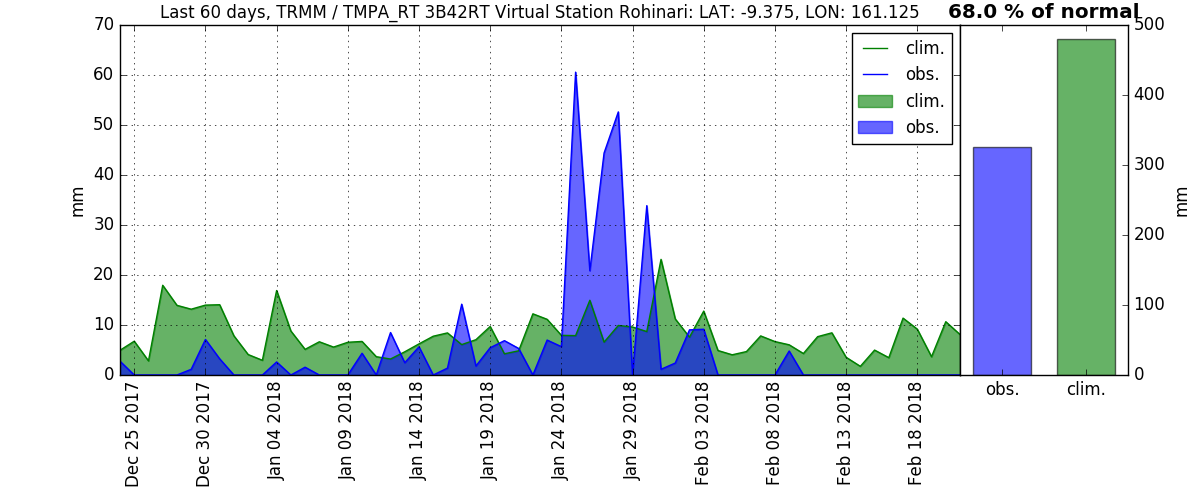 Last 60 days, TRMM / TMPA_RT 3B42RT Virtual Station Rohinari: LAT: -9.375, LON: 161.125
68.0 % of normal
70
60
50
40
30
20
10
0
mm
clim.
obs.
clim.
obs.
Dec 25 2017
Dec 30 2017
Jan 04 2018
Jan 09 2018
Jan 14 2018
Jan 19 2018
Jan 24 2018
Jan 29 2018
Feb 03 2018
Feb 08 2018
Feb 13 2018
Feb 18 2018
500
400
300
200
100
0
mm
obs.
clim.